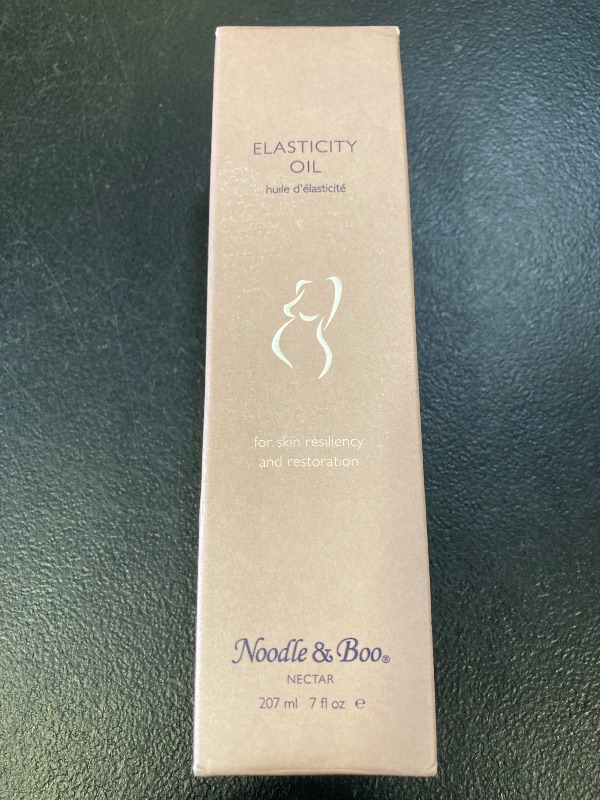 ELASTICITY
OIL
huile d'élasticité
for skin resiliency
and restoration
Noodle & Boo®
NECTAR
207 ml 7 fl oz ℮